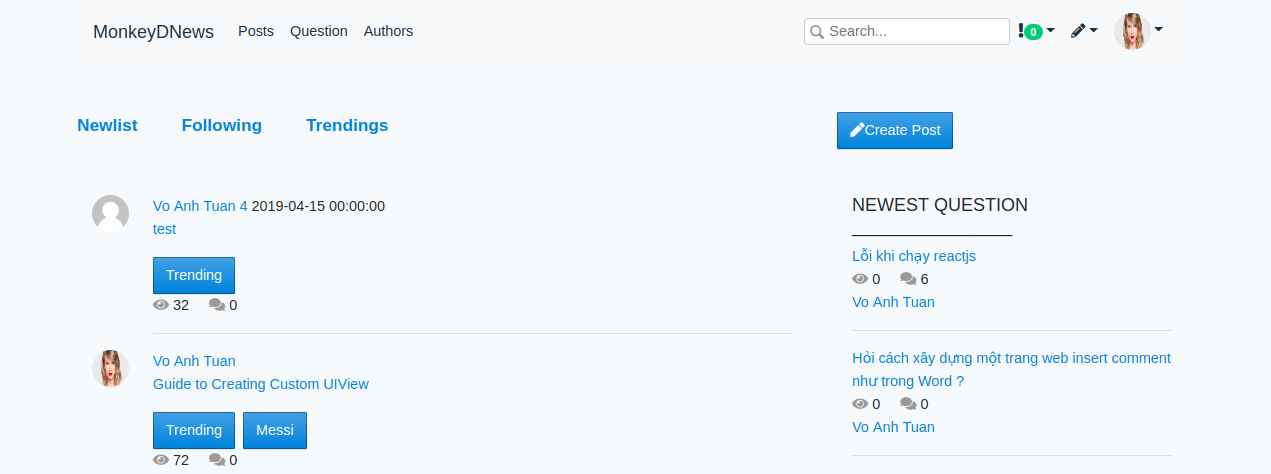 MonkeyDNews Posts Question Authors Search... 0
Newlist Following Trendings Create Post
Vo Anh Tuan 4 2019-04-15 00:00:00
test
Trending
32 0
Vo Anh Tuan
Guide to Creating Custom UIView
Trending Messi
72 0
NEWEST QUESTION
Lỗi khi chạy reactjs
0 6
Vo Anh Tuan
Hỏi cách xây dựng một trang web insert comment
như trong Word ?
0 0
Vo Anh Tuan